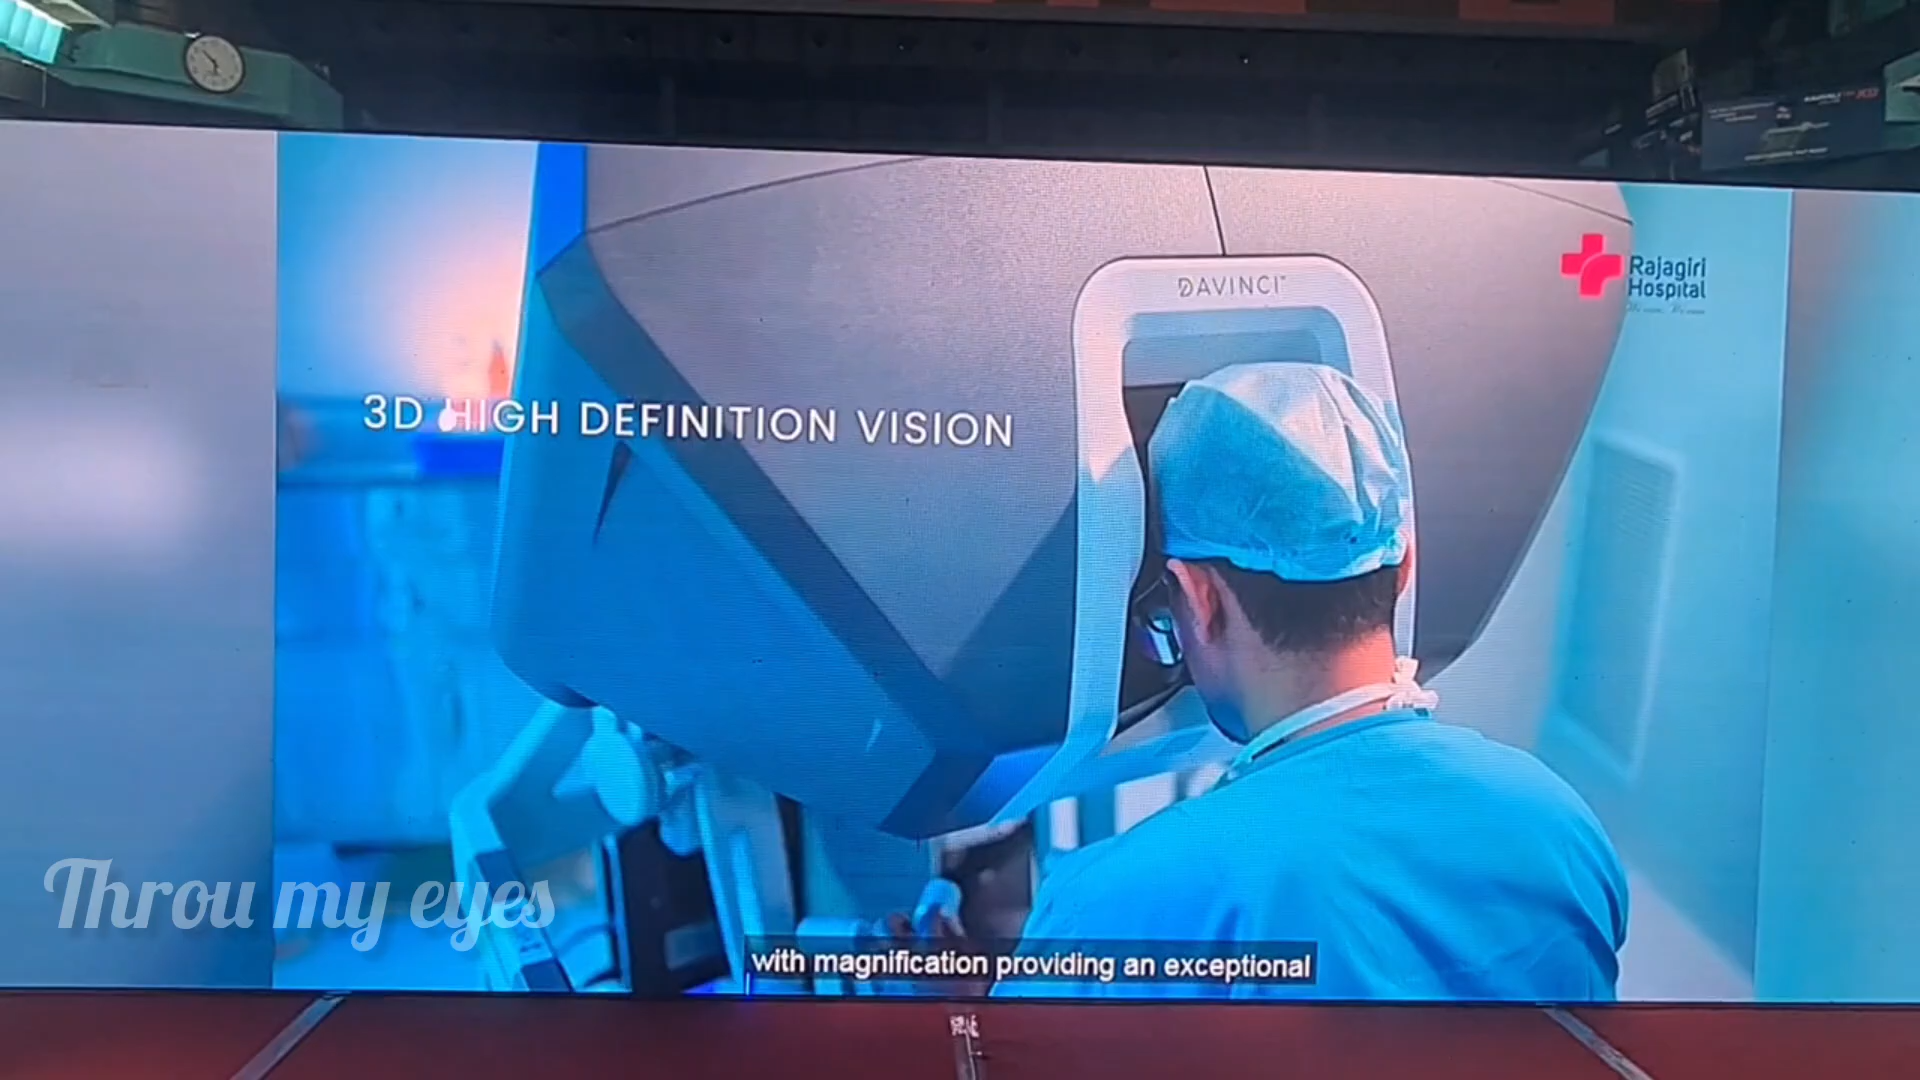 DAVINCI
Rajagiri
Hospital
3D HIGH DEFINITION VISION
Throu my eyes
with magnification providing an exceptional